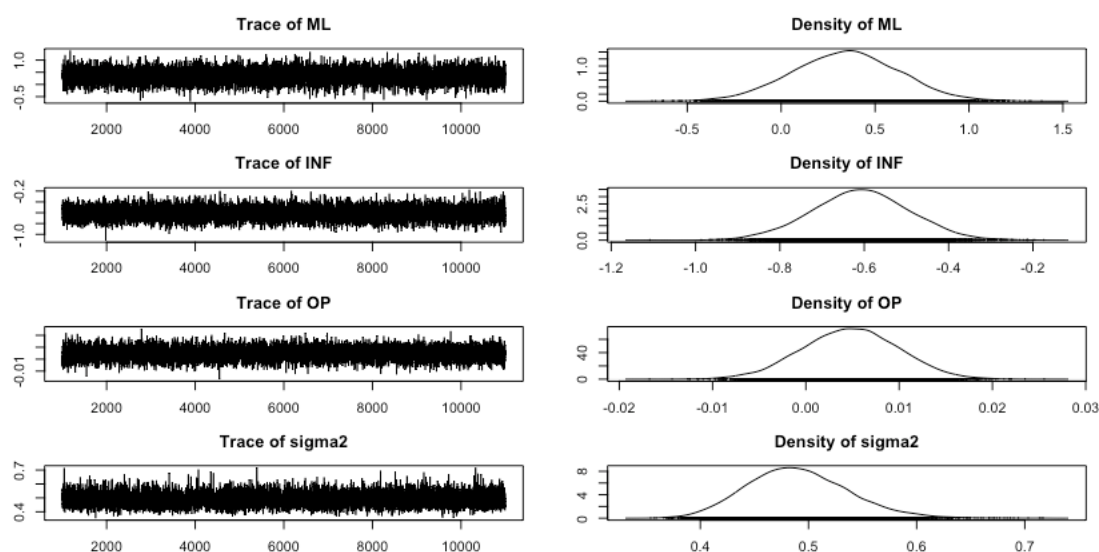 Trace of ML
Density of ML
1.0
-0.5
2000 4000 6000 8000 10000
1.0
0.0
-0.5 0.0 0.5 1.0 1.5
Trace of INF
Density of INF
-0.2
-1.0
2000 4000 6000 8000 10000
2.5
0.0
-1.2 -1.0 -0.8 -0.6 -0.4 -0.2
Trace of OP
Density of OP
-0.01
2000 4000 6000 8000 10000
40
0
-0.02 -0.01 0.00 0.01 0.02 0.03
Trace of sigma2
Density of sigma2
0.7
0.4
2000 4000 6000 8000 10000
8
4
0
0.4 0.5 0.6 0.7